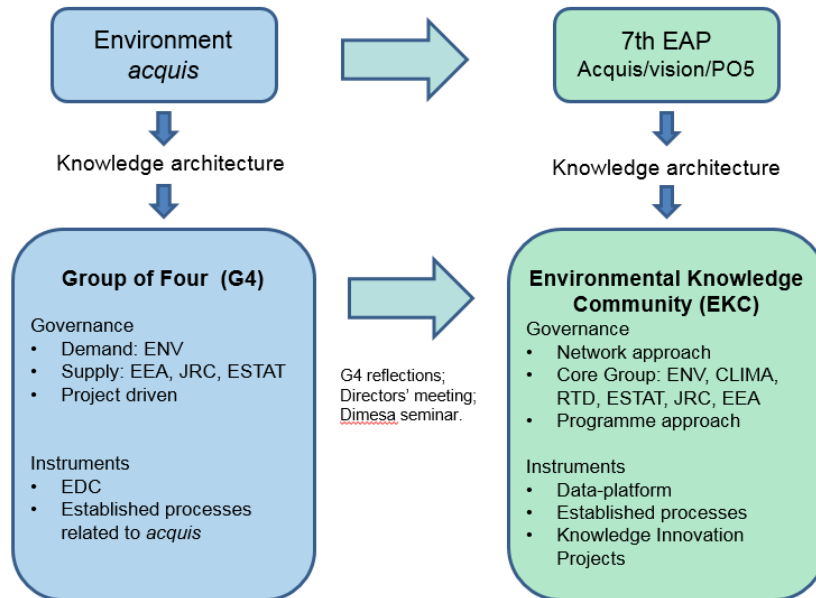 Environment
acquis
7th EAP
Acquis/vision/PO5
Knowledge architecture
Knowledge architecture
Group of Four  (G4)
Governance
• Demand: ENV
• Supply: EEA, JRC, ESTAT
• Project driven
Instruments
• EDC
• Established processes
related to acquis
G4 reflections;
Directors’ meeting;
Dimesa seminar.
Environmental Knowledge
Community (EKC)
Governance
• Network approach
• Core Group: ENV, CLIMA,
RTD, ESTAT, JRC, EEA
• Programme approach
Instruments
• Data-platform
• Established processes
• Knowledge Innovation
Projects